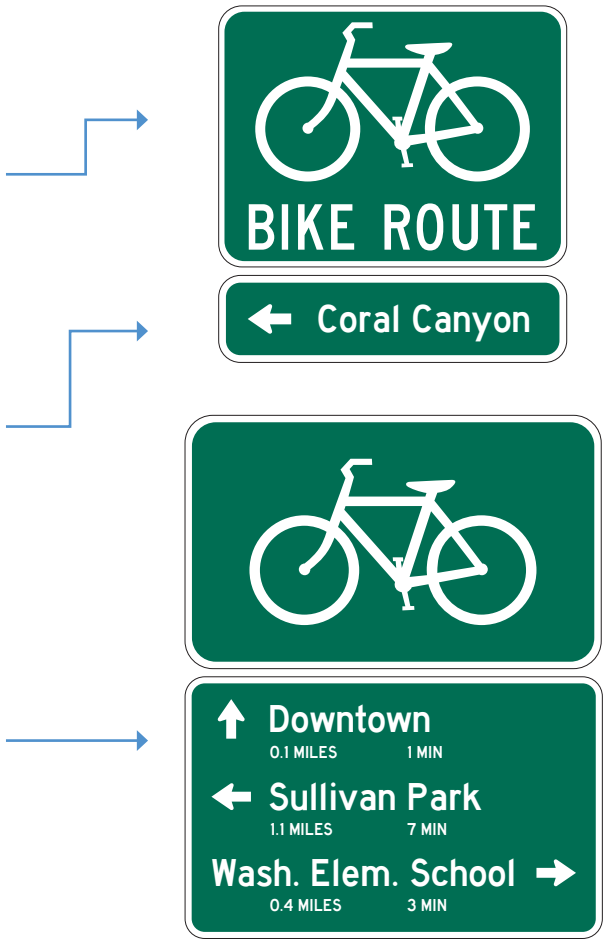 BIKE ROUTE
Coral Canyon
Downtown
0.1 MILES 1 MIN
Sullivan Park
1.1 MILES 7 MIN
Wash. Elem. School
0.4 MILES 3 MIN